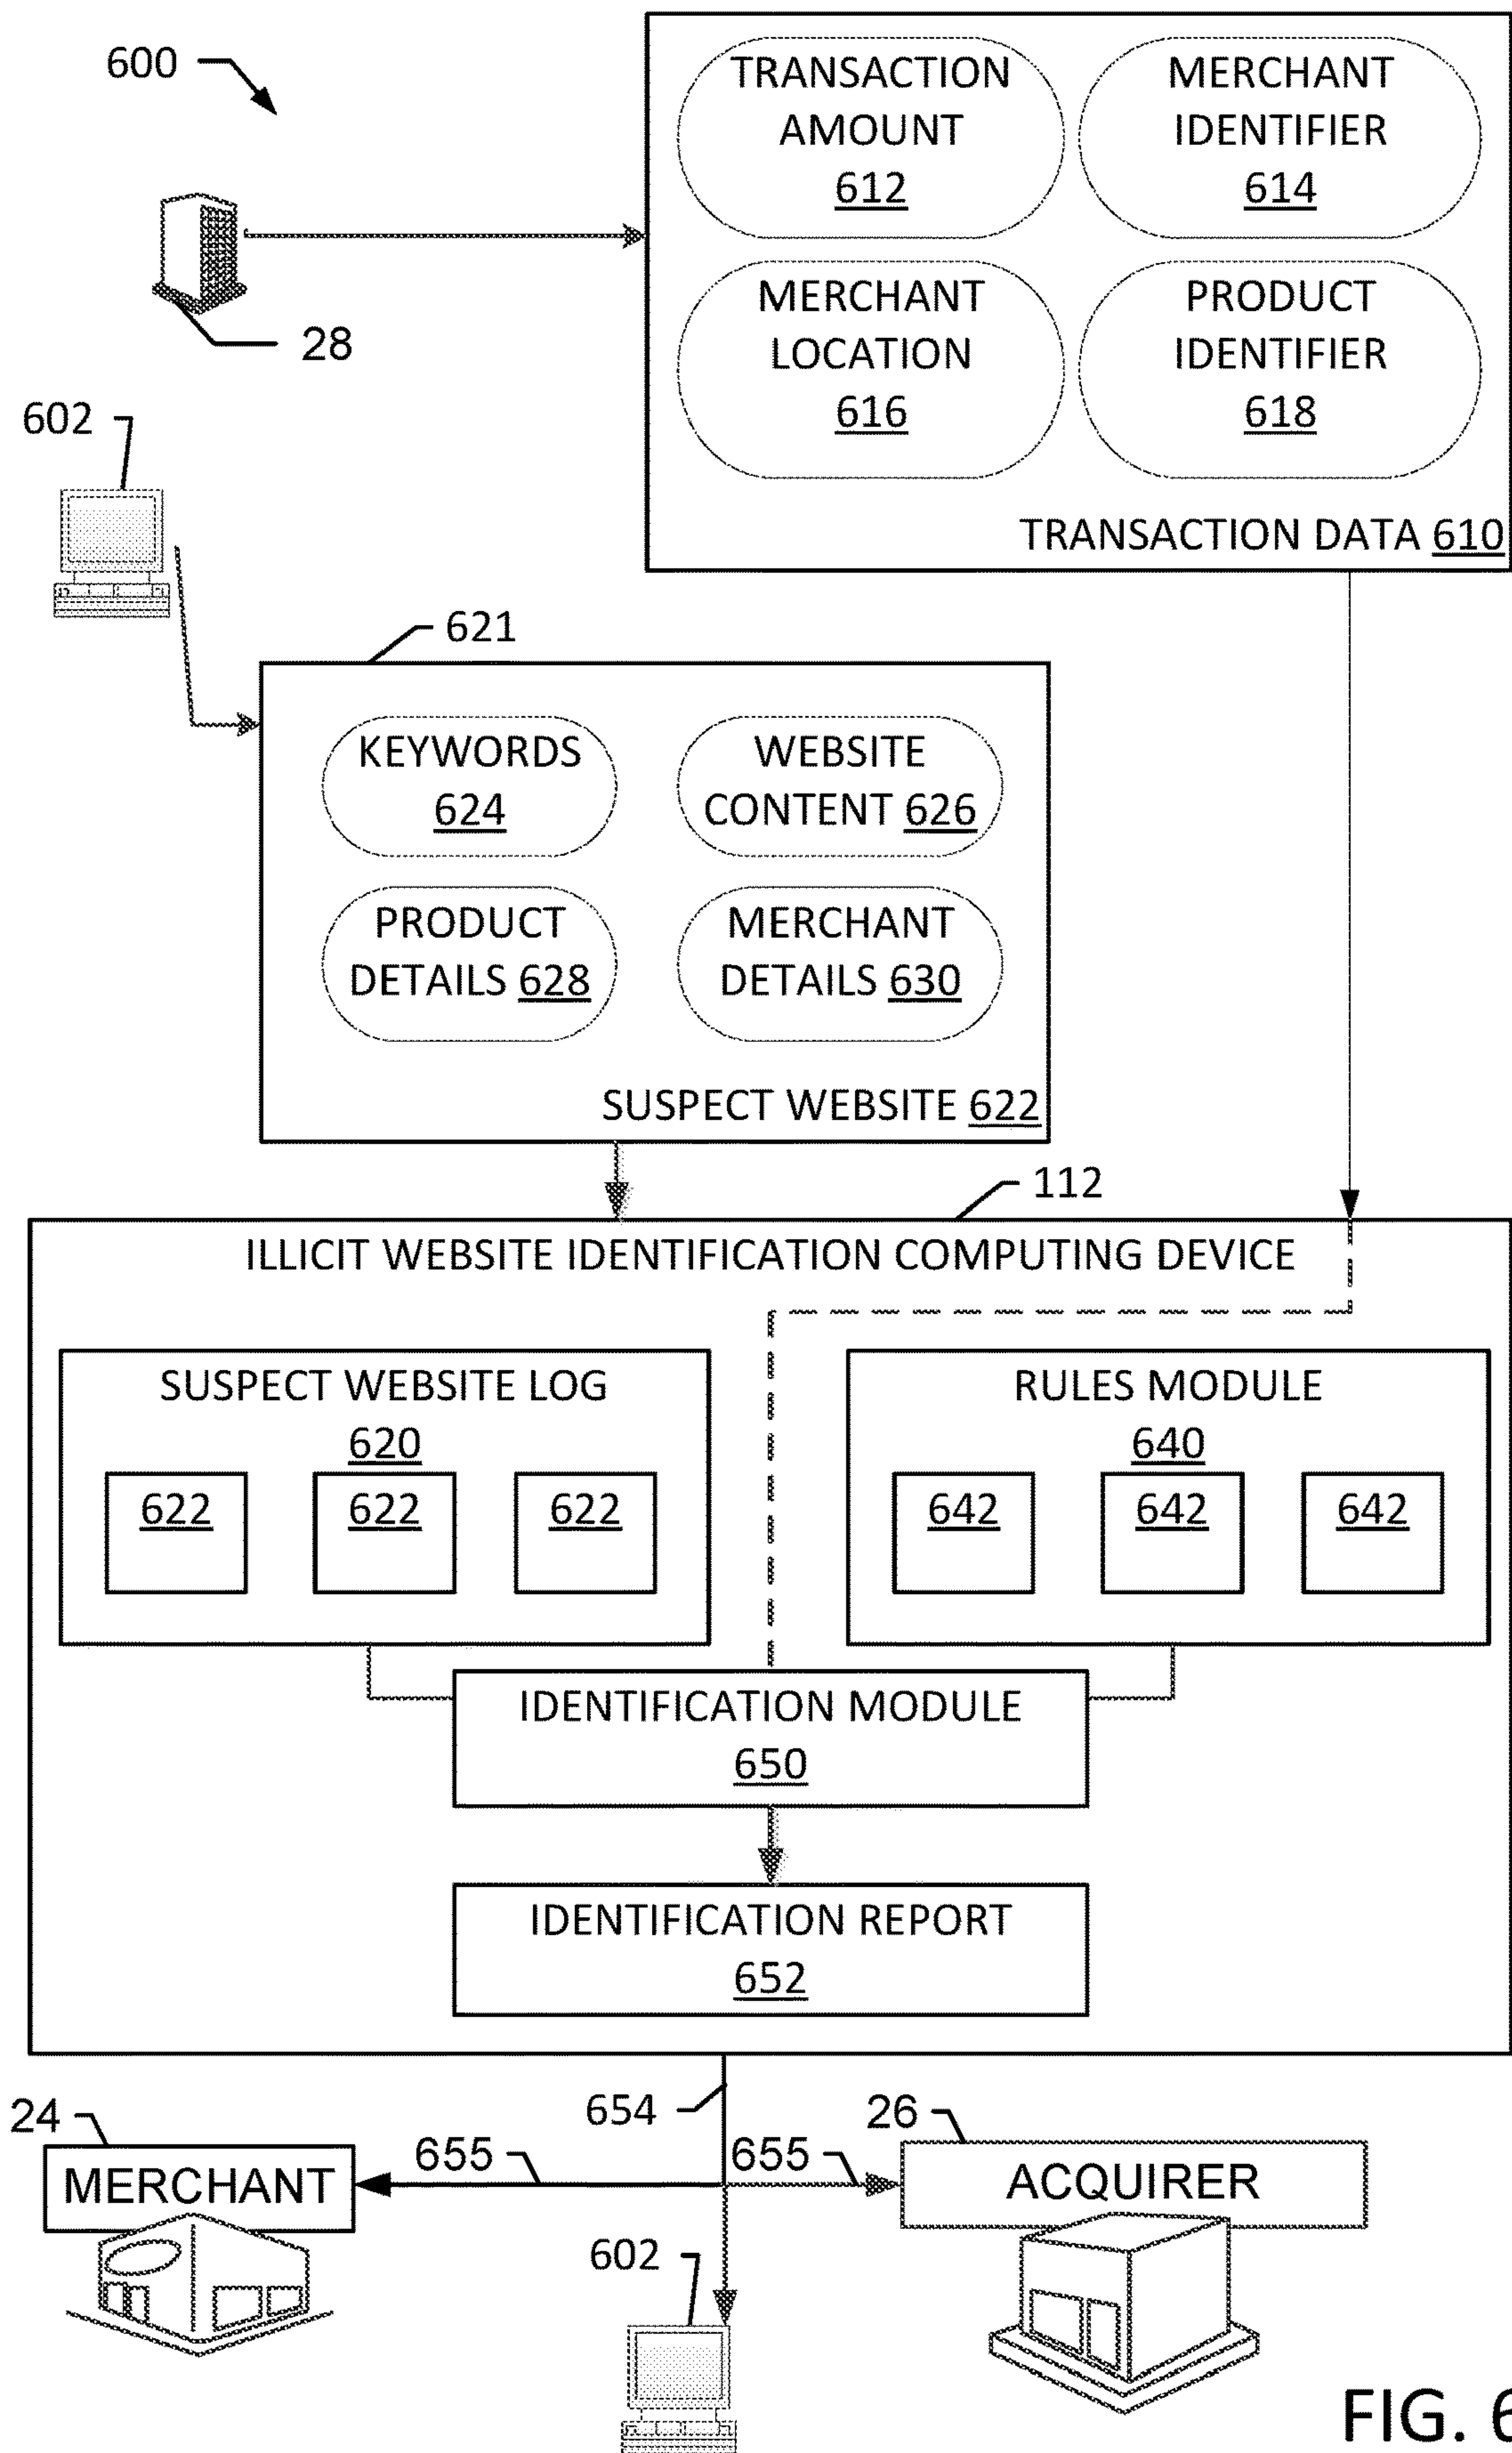 600
TRANSACTION AMOUNT 612
MERCHANT IDENTIFIER 614
28
MERCHANT LOCATION 616
PRODUCT IDENTIFIER 618
TRANSACTION DATA 610
602
621
KEYWORDS 624
WEBSITE CONTENT 626
PRODUCT DETAILS 628
MERCHANT DETAILS 630
SUSPECT WEBSITE 622
112
ILLICIT WEBSITE IDENTIFICATION COMPUTING DEVICE
SUSPECT WEBSITE LOG
620
622 622 622
RULES MODULE
640
642 642 642
IDENTIFICATION MODULE
650
IDENTIFICATION REPORT
652
654
24
MERCHANT
655
655
26
ACQUIRER
602
FIG. 6